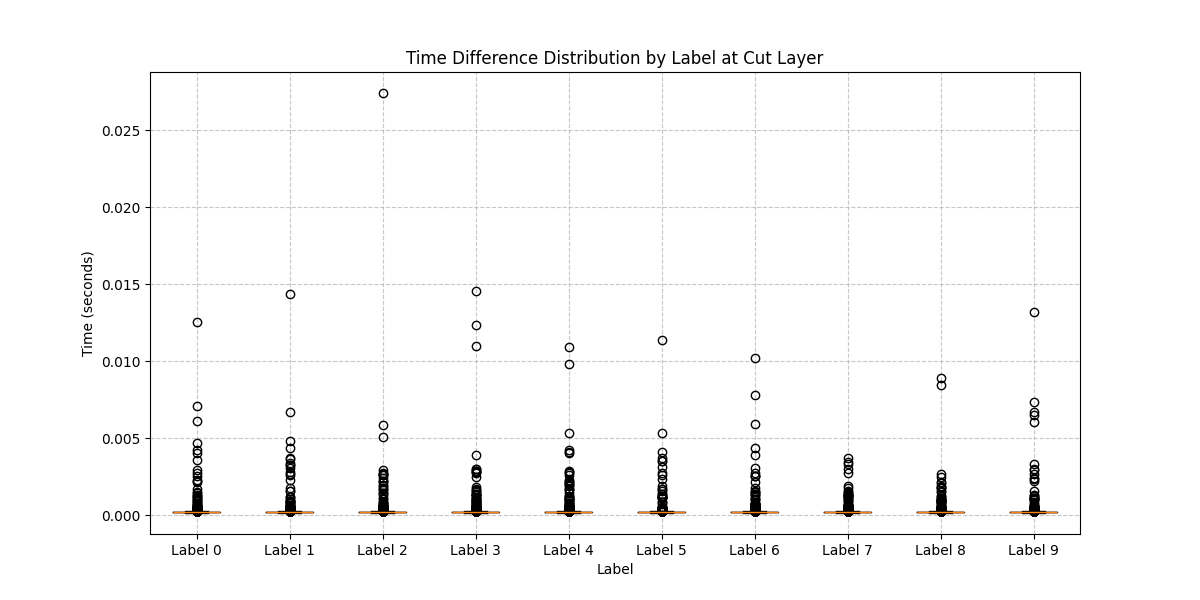 Time Difference Distribution by Label at Cut Layer
Time (seconds)
0.025
0.020
0.015
0.010
0.005
0.000
Label 0 Label 1 Label 2 Label 3 Label 4 Label 5 Label 6 Label 7 Label 8 Label 9
Label